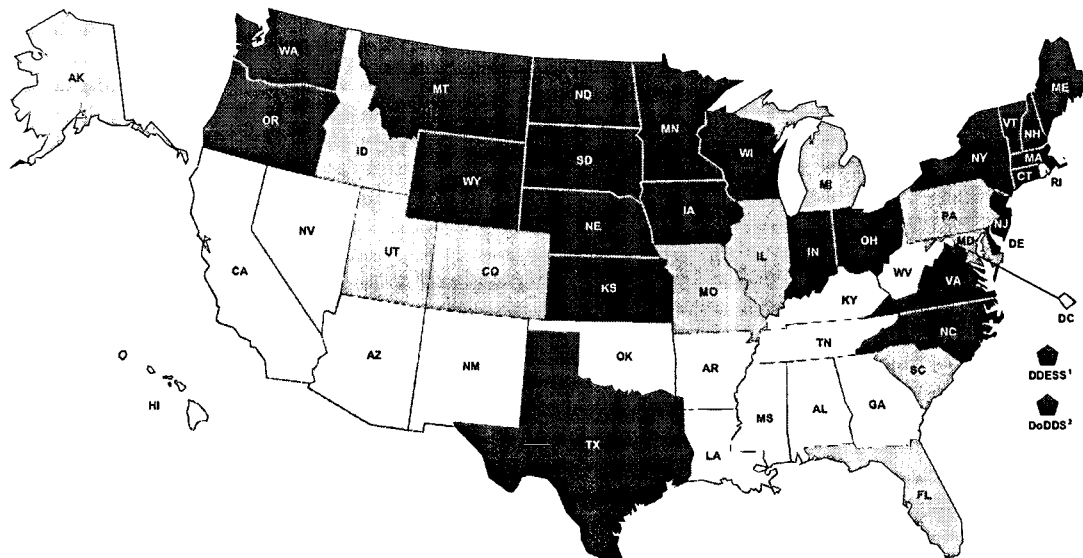 WA
ME
AK
MT
ND
VT
NH
OR
MN
ID
WI
NY
MA
SD
CT
RI
WY
MI
IA
PA
NJ
NE
OH
NV
IL
IN
MD
DE
UT
CO
WV
CA
VA
KS
MO
KY
DC
NC
TN
AZ
OK
NM
AR
SC
DDESS¹
HI
MS
AL
GA
DoDDS²
TX
LA
FL